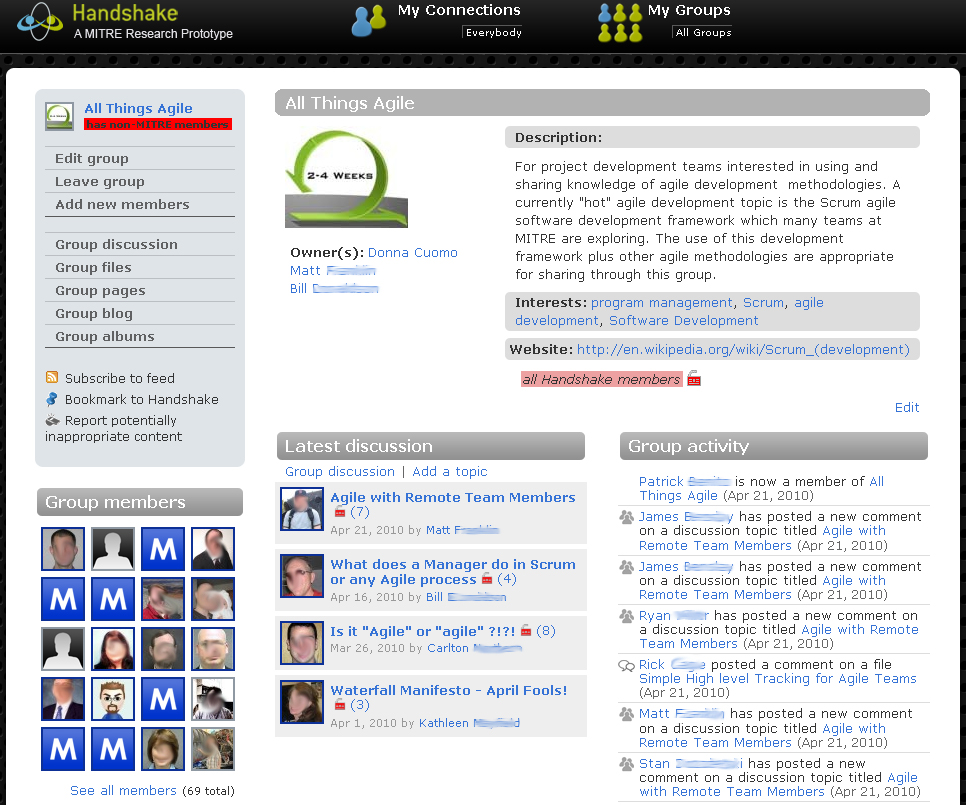 Handshake
A MITRE Research Prototype
My Connections
Everybody
My Groups
All Groups
All Things Agile
has non-MITRE members
Edit group
Leave group
Add new members
Group discussion
Group files
Group pages
Group blog
Group albums
Subscribe to feed
Bookmark to Handshake
Report potentially
inappropriate content
Group members
M
M
M
M
M
M
See all members (69 total)
All Things Agile
2-4 WEEKS
Owner(s): Donna Cuomo
Matt
Bill
Description:
For project development teams interested in using and
sharing knowledge of agile development methodologies. A
currently "hot" agile development topic is the Scrum agile
software development framework which many teams at
MITRE are exploring. The use of this development
framework plus other agile methodologies are appropriate
for sharing through this group.
Interests: program management, Scrum, agile
development, Software Development
Website: http://en.wikipedia.org/wiki/Scrum_(development)
all Handshake members
Edit
Latest discussion
Group discussion | Add a topic
Agile with Remote Team Members
(7)
Apr 21, 2010 by Matt
What does a Manager do in Scrum
or any Agile process (4)
Apr 16, 2010 by Bill
Is it "Agile" or "agile" ?!?! (8)
Mar 26, 2010 by Carlton
Waterfall Manifesto - April Fools!
(3)
Apr 1, 2010 by Kathleen
Group activity
Patrick is now a member of All
Things Agile (Apr 21, 2010)
James has posted a new comment
on a discussion topic titled Agile with
Remote Team Members (Apr 21, 2010)
James has posted a new comment
on a discussion topic titled Agile with
Remote Team Members (Apr 21, 2010)
Ryan has posted a new comment on
a discussion topic titled Agile with Remote
Team Members (Apr 21, 2010)
Rick posted a comment on a file
Simple High level Tracking for Agile Teams
(Apr 21, 2010)
Matt has posted a new comment
on a discussion topic titled Agile with
Remote Team Members (Apr 21, 2010)
Stan has posted a new
comment on a discussion topic titled Agile
with Remote Team Members (Apr 21, 2010)